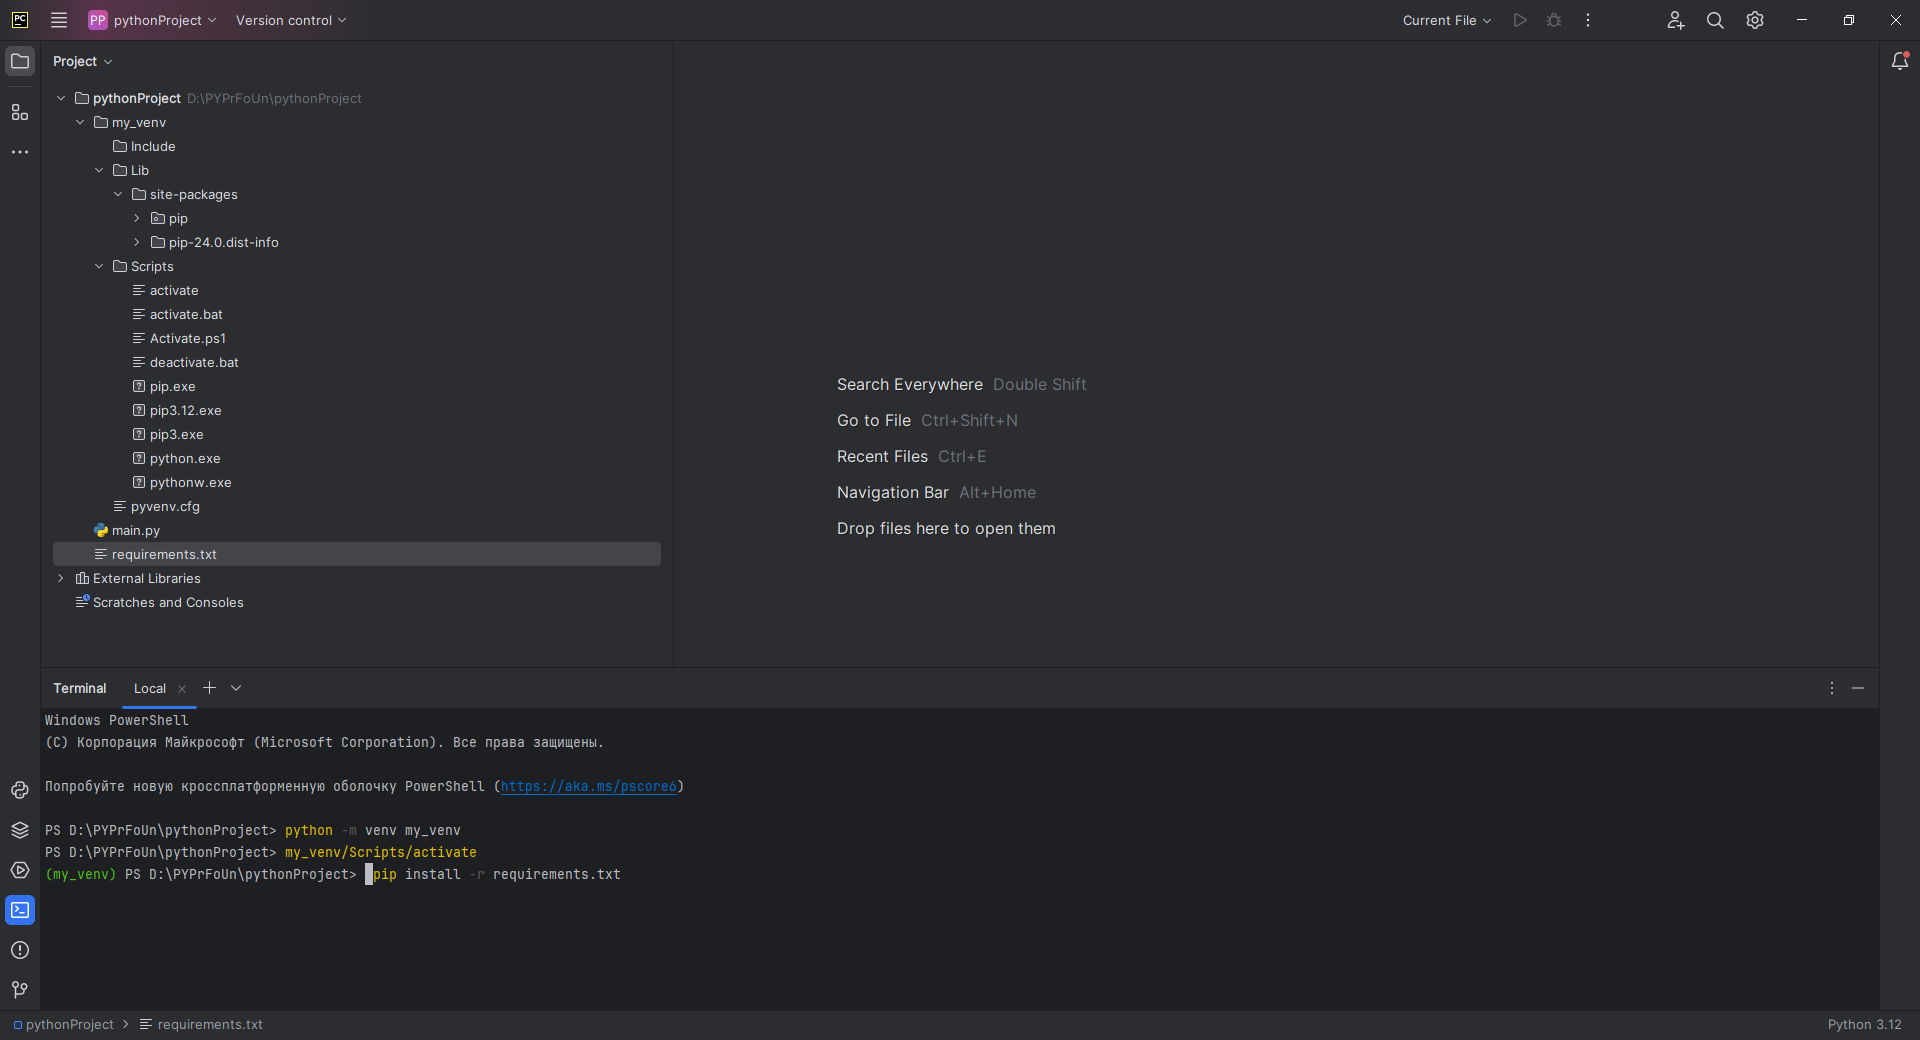 PC
PP pythonProject Version control Current File
Project
pythonProject D:\PYPrFoUn\pythonProject
my_venv
Include
Lib
site-packages
pip
pip-24.0.dist-info
Scripts
activate
activate.bat
Activate.ps1
deactivate.bat
pip.exe
pip3.12.exe
pip3.exe
python.exe
pythonw.exe
pyvenv.cfg
main.py
requirements.txt
External Libraries
Scratches and Consoles
Search Everywhere Double Shift
Go to File Ctrl+Shift+N
Recent Files Ctrl+E
Navigation Bar Alt+Home
Drop files here to open them
Terminal Local
Windows PowerShell
(C) Корпорация Майкрософт (Microsoft Corporation). Все права защищены.
Попробуйте новую кроссплатформенную оболочку PowerShell (https://aka.ms/pscore6)
PS D:\PYPrFoUn\pythonProject> python -m venv my_venv
PS D:\PYPrFoUn\pythonProject> my_venv/Scripts/activate
(my_venv) PS D:\PYPrFoUn\pythonProject> pip install -r requirements.txt
pythonProject > requirements.txt Python 3.12